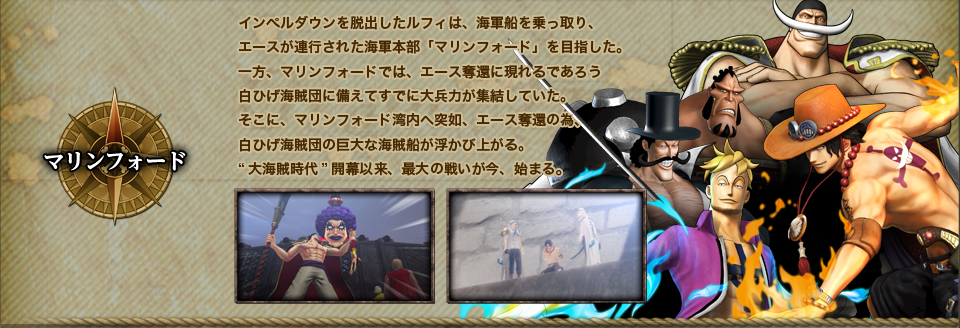 インペルダウンを脱出したルフィは、海軍船を乗っ取り、
エースが連行された海軍本部「マリンフォード」を目指した。
一方、マリンフォードでは、エース奪還に現れるであろう
白ひげ海賊団に備えてすでに大兵力が集結していた。
そこに、マリンフォード湾内へ突如、エース奪還の為、
白ひげ海賊団の巨大な海賊船が浮かび上がる。
“大海賊時代”開幕以来、最大の戦いが今、始まる。
マリンフォード